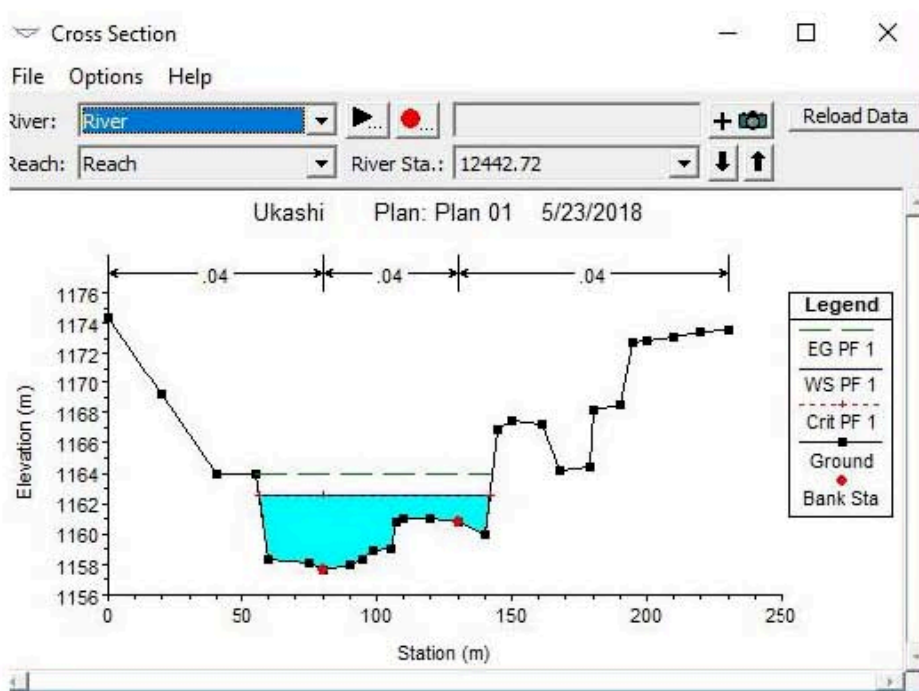 Cross Section
File Options Help
River: River ... ... Reload Data
Reach: Reach River Sta.: 12442.72
Ukashi Plan: Plan 01 5/23/2018
.04 .04 .04
1176
1174
1172
1170
1168
1166
1164
1162
1160
1158
1156
Elevation (m)
0 50 100 150 200 250
Station (m)
Legend
EG PF 1
WS PF 1
Crit PF 1
Ground
Bank Sta